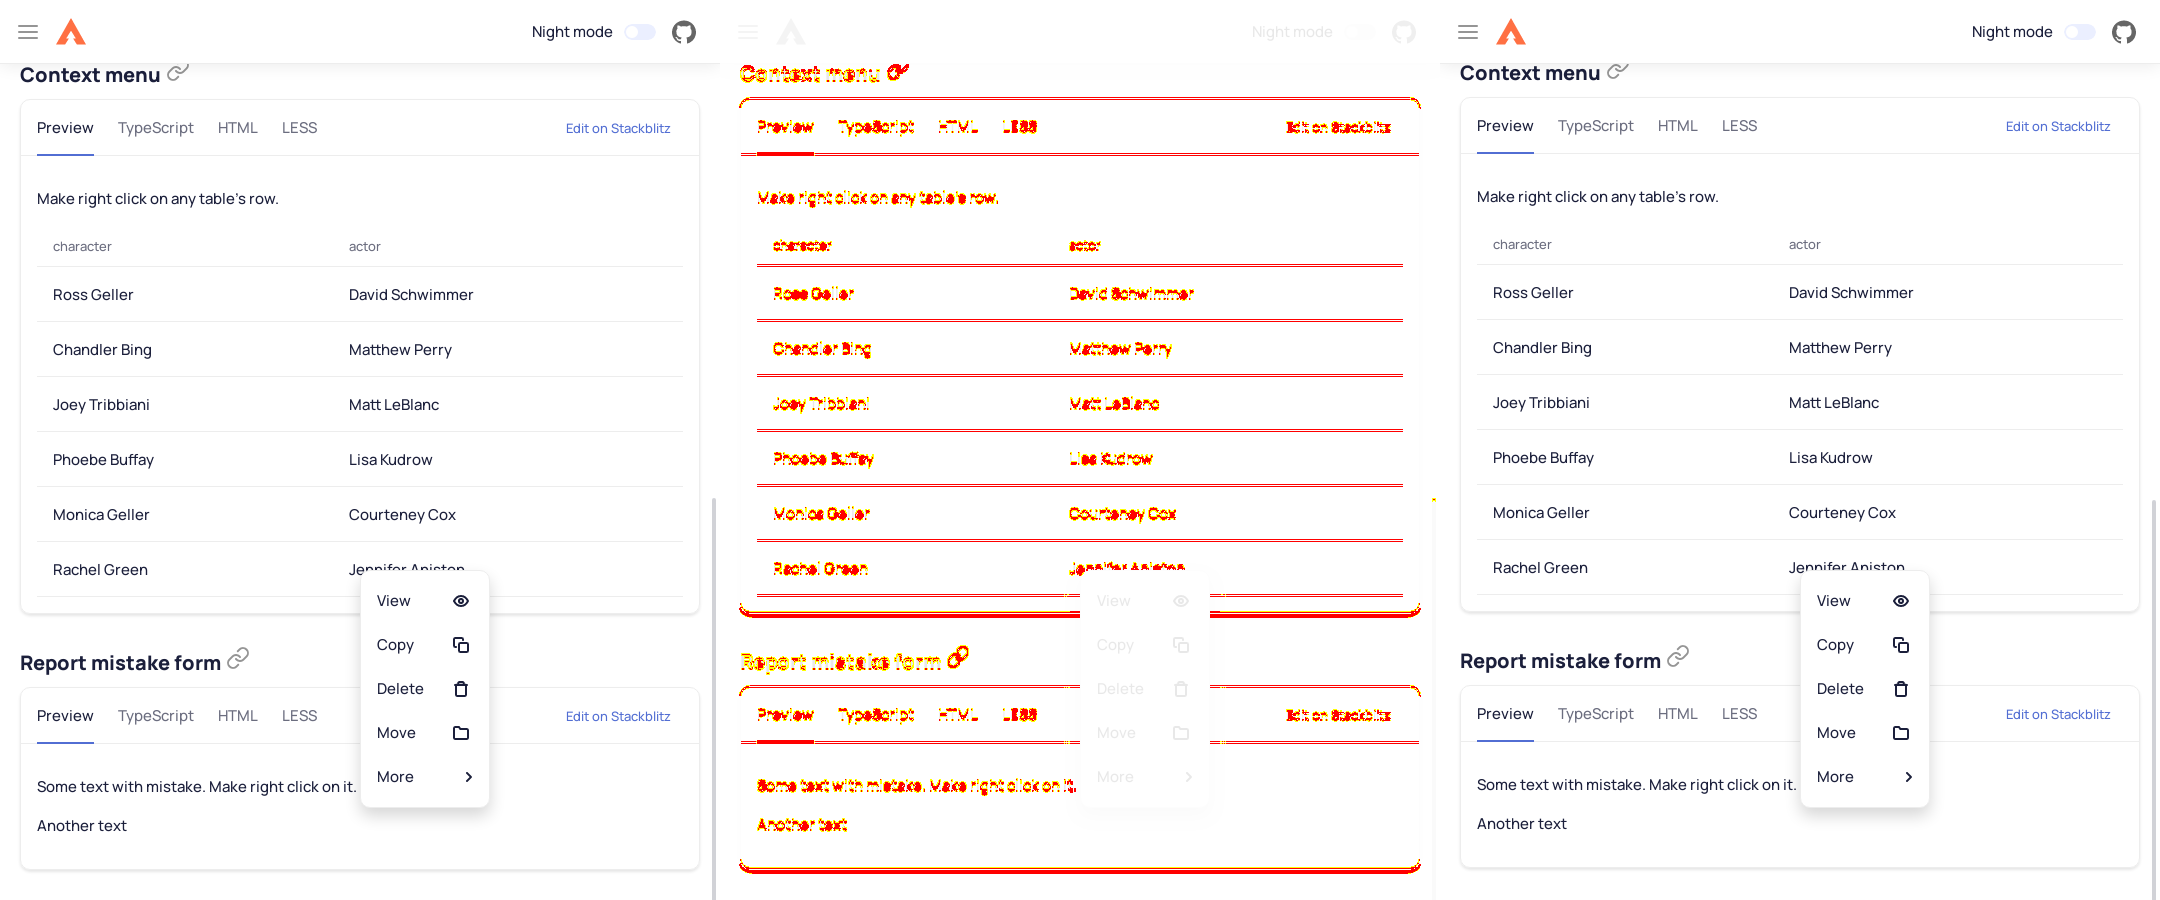 Night mode
Context menu
Preview TypeScript HTML LESS Edit on Stackblitz
Make right click on any table's row.
character actor
Ross Geller David Schwimmer
Chandler Bing Matthew Perry
Joey Tribbiani Matt LeBlanc
Phoebe Buffay Lisa Kudrow
Monica Geller Courteney Cox
Rachel Green Jennifer Aniston
View
Copy
Delete
Move
More
Report mistake form
Preview TypeScript HTML LESS Edit on Stackblitz
Some text with mistake. Make right click on it.
Another text
Night mode
Context menu
Preview TypeScript HTML LESS Edit on Stackblitz
Make right click on any table's row.
character actor
Ross Geller David Schwimmer
Chandler Bing Matthew Perry
Joey Tribbiani Matt LeBlanc
Phoebe Buffay Lisa Kudrow
Monica Geller Courteney Cox
Rachel Green Jennifer Aniston
View
Copy
Delete
Move
More
Report mistake form
Preview TypeScript HTML LESS Edit on Stackblitz
Some text with mistake. Make right click on it.
Another text
Night mode
Context menu
Preview TypeScript HTML LESS Edit on Stackblitz
Make right click on any table's row.
character actor
Ross Geller David Schwimmer
Chandler Bing Matthew Perry
Joey Tribbiani Matt LeBlanc
Phoebe Buffay Lisa Kudrow
Monica Geller Courteney Cox
Rachel Green Jennifer Aniston
View
Copy
Delete
Move
More
Report mistake form
Preview TypeScript HTML LESS Edit on Stackblitz
Some text with mistake. Make right click on it.
Another text